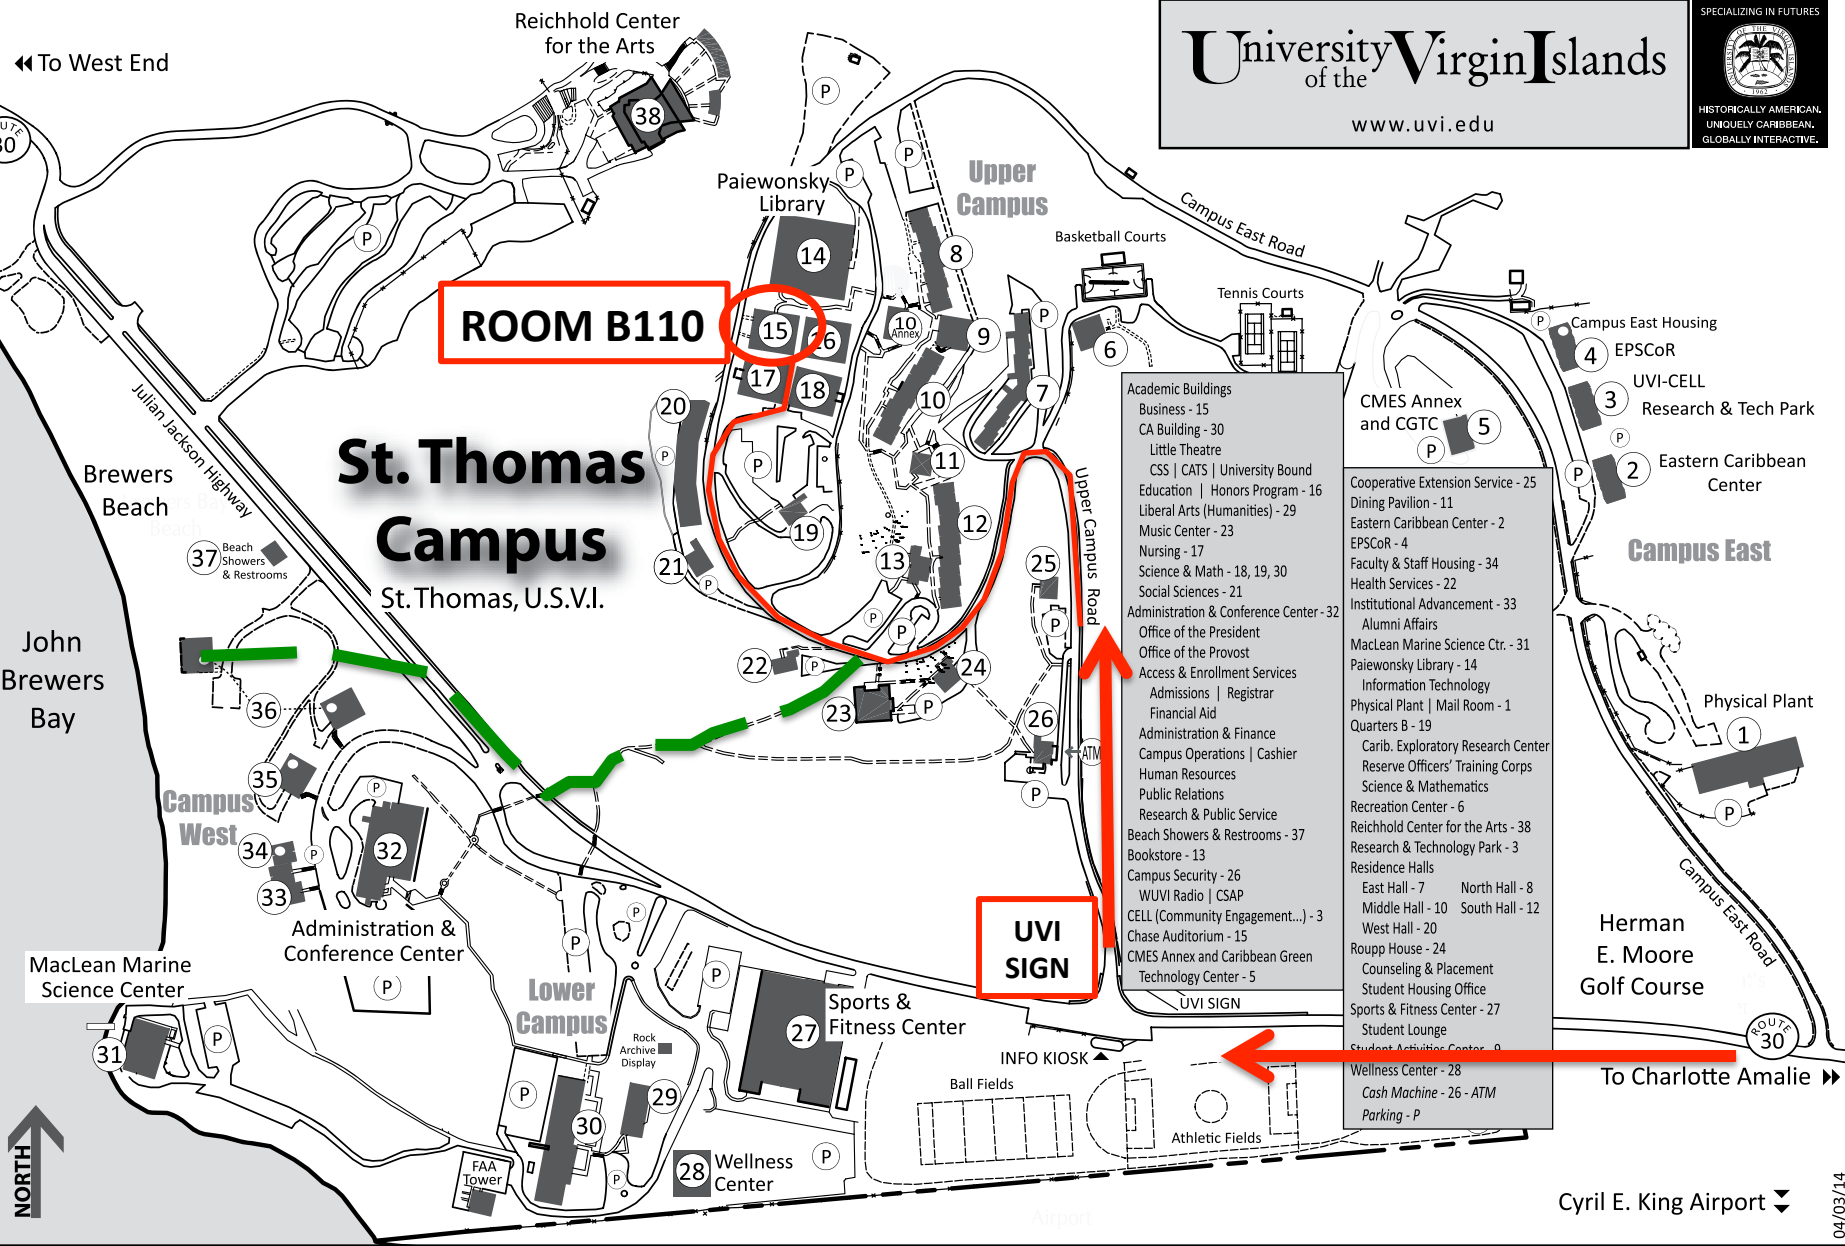 To West End
Reichhold Center
for the Arts
38
University of the Virgin Islands
www.uvi.edu
SPECIALIZING IN FUTURES
UNIVERSITY OF THE VIRGIN ISLANDS
1962
HISTORICALLY AMERICAN.
UNIQUELY CARIBBEAN.
GLOBALLY INTERACTIVE.
ROUTE
30
P
P
P
P
Upper
Campus
Paiewonsky
Library
14
8
Campus East Road
Basketball Courts
Tennis Courts
ROOM B110
15
16
17
18
10
Annex
9
10
7
P
6
P
Campus East Housing
4
EPSCoR
3
UVI-CELL
Research & Tech Park
P
CMES Annex
and CGTC
5
P
P
2
Eastern Caribbean
Center
Julian Jackson Highway
20
P
P
St. Thomas
Campus
St. Thomas, U.S.V.I.
11
12
19
13
21
P
P
P
22
P
23
24
P
25
P
26
ATM
P
Upper Campus Road
Brewers
Beach
37
Beach
Showers
& Restrooms
John
Brewers
Bay
36
35
Campus
West
34
33
P
P
32
Administration &
Conference Center
P
MacLean Marine
Science Center
31
P
Lower
Campus
P
P
P
27
Sports &
Fitness Center
Rock
Archive
Display
29
30
P
P
28
Wellness
Center
P
FAA
Tower
NORTH
UVI
SIGN
UVI SIGN
INFO KIOSK
Ball Fields
Athletic Fields
Academic Buildings
Business - 15
CA Building - 30
Little Theatre
CSS | CATS | University Bound
Education | Honors Program - 16
Liberal Arts (Humanities) - 29
Music Center - 23
Nursing - 17
Science & Math - 18, 19, 30
Social Sciences - 21
Administration & Conference Center - 32
Office of the President
Office of the Provost
Access & Enrollment Services
Admissions | Registrar
Financial Aid
Administration & Finance
Campus Operations | Cashier
Human Resources
Public Relations
Research & Public Service
Beach Showers & Restrooms - 37
Bookstore - 13
Campus Security - 26
WUVI Radio | CSAP
CELL (Community Engagement...) - 3
Chase Auditorium - 15
CMES Annex and Caribbean Green
Technology Center - 5
Cooperative Extension Service - 25
Dining Pavilion - 11
Eastern Caribbean Center - 2
EPSCoR - 4
Faculty & Staff Housing - 34
Health Services - 22
Institutional Advancement - 33
Alumni Affairs
MacLean Marine Science Ctr. - 31
Paiewonsky Library - 14
Information Technology
Physical Plant | Mail Room - 1
Quarters B - 19
Carib. Exploratory Research Center
Reserve Officers' Training Corps
Science & Mathematics
Recreation Center - 6
Reichhold Center for the Arts - 38
Research & Technology Park - 3
Residence Halls
East Hall - 7 North Hall - 8
Middle Hall - 10 South Hall - 12
West Hall - 20
Roupp House - 24
Counseling & Placement
Student Housing Office
Sports & Fitness Center - 27
Student Lounge
Student Activities Center - 9
Wellness Center - 28
Cash Machine - 26 - ATM
Parking - P
Campus East
Physical Plant
1
P
Campus East Road
Herman
E. Moore
Golf Course
ROUTE
30
To Charlotte Amalie
Cyril E. King Airport
04/03/14
Airport